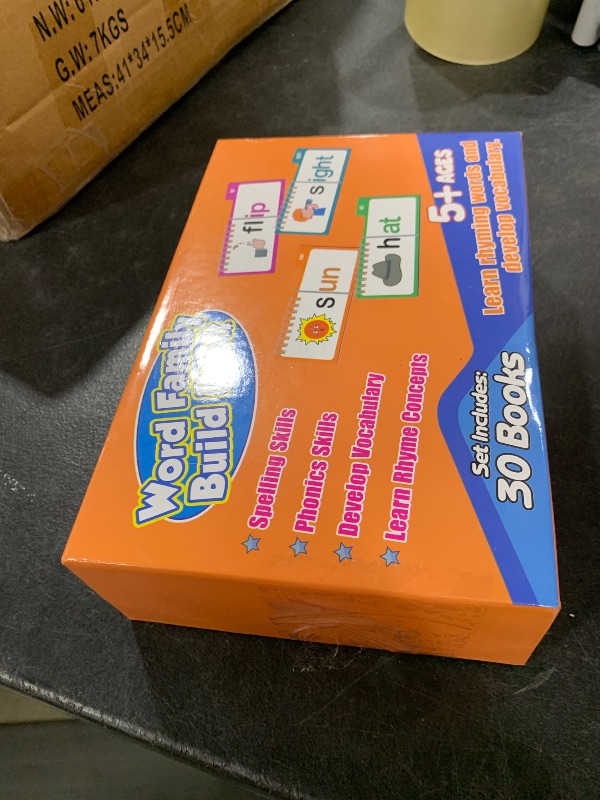 G.W: 7KGS
MEAS:41*34*15.5CM
Word Family
Build
flip
sight
sun
hat
Spelling Skills
Phonics Skills
Develop Vocabulary
Learn Rhyme Concepts
5+ AGES
Learn rhyming words and
develop vocabulary.
Set Includes:
30 Books